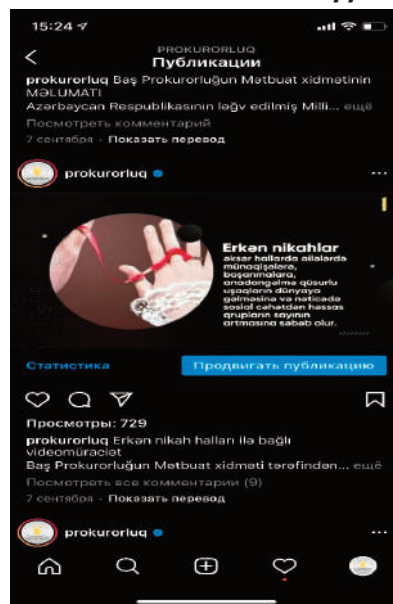 15:24
PROKURORLUQ
Публикации
prokurorluq Baş Prokurorluğun Mətbuat xidmətinin
MƏLUMATI
Azərbaycan Respublikasının ləğv edilmiş Milli... ещё
Посмотреть комментарий
7 сентября · Показать перевод
prokurorluq
Erkən nikahlar
əksər hallarda ailələrdə
münaqişələrə,
boşanmalara,
anadangəlmə qüsurlu
uşaqların dünyaya
gəlməsinə və nəticədə
sosial cəhətdən həssas
qrupların sayının
artmasına səbəb olur.
Статистика
Продвигать публикацию
Просмотры: 729
prokurorluq Erkən nikah halları ilə bağlı
videomüraciət
Baş Prokurorluğun Mətbuat xidməti tərəfindən... ещё
Посмотреть все комментарии (9)
7 сентября · Показать перевод
prokurorluq